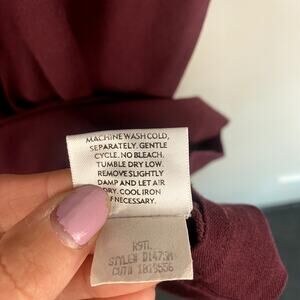 MACHINE WASH COLD,
SEPARATELY. GENTLE
CYCLE. NO BLEACH.
TUMBLE DRY LOW.
REMOVE SLIGHTLY
DAMP AND LET AIR
DRY. COOL IRON
IF NECESSARY.
STYLE#
CUT#